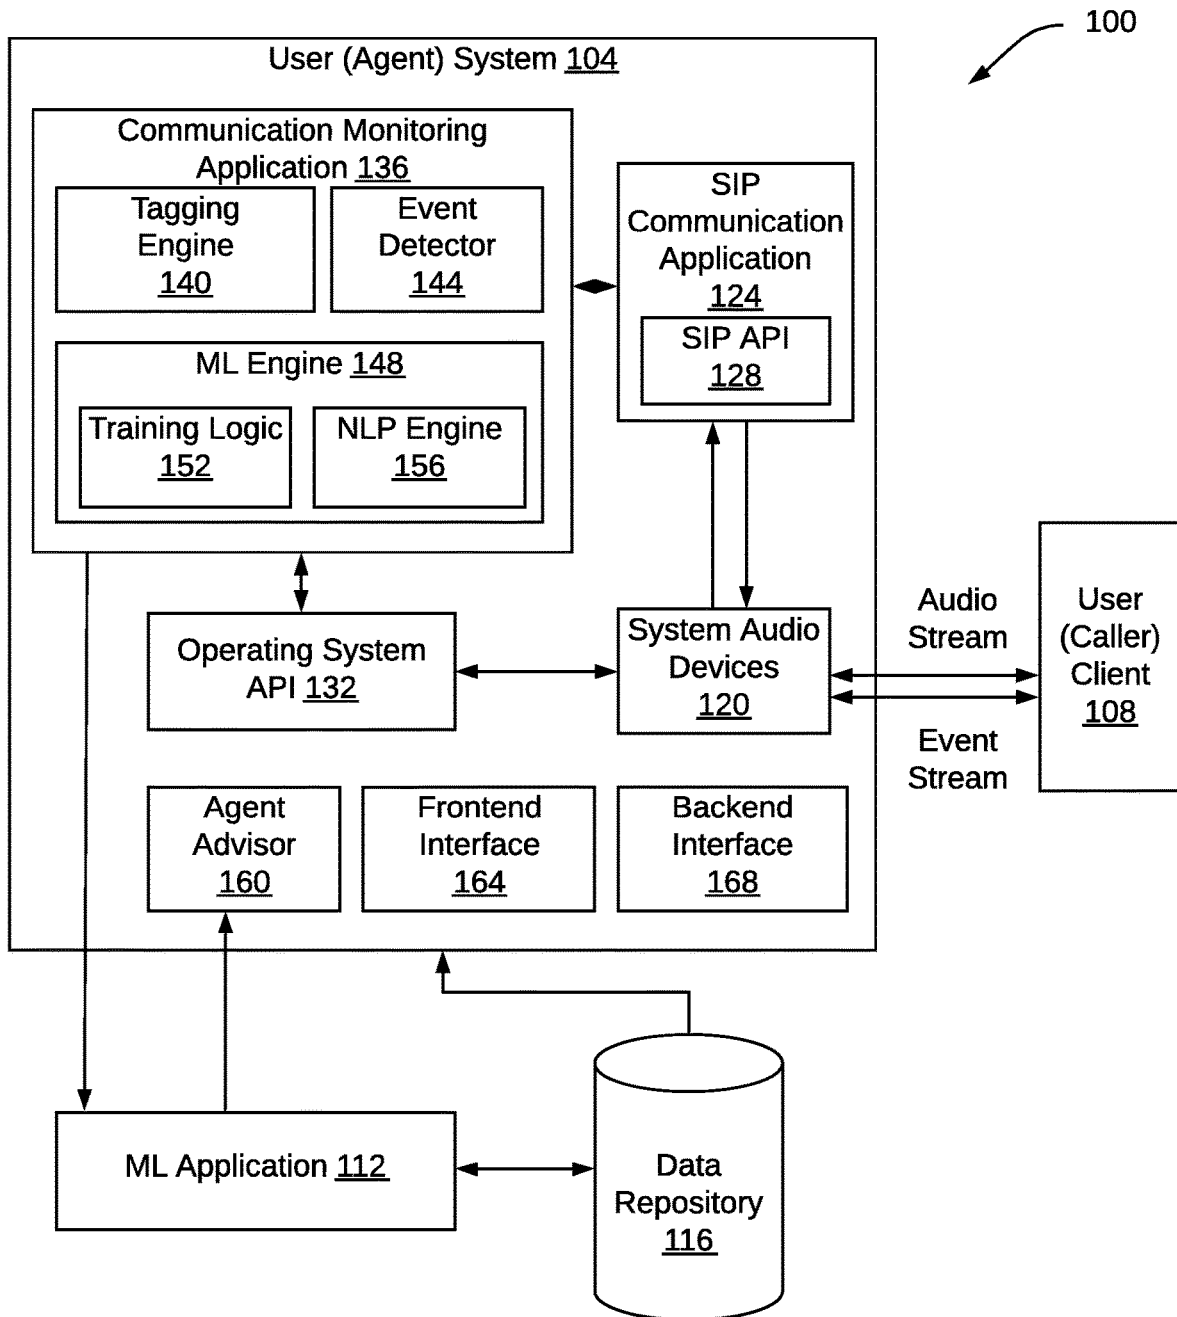 100
User (Agent) System 104
Communication Monitoring
Application 136
Tagging
Engine
140
Event
Detector
144
SIP
Communication
Application
124
SIP API
128
ML Engine 148
Training Logic
152
NLP Engine
156
Operating System
API 132
System Audio
Devices
120
Audio
Stream
Event
Stream
User
(Caller)
Client
108
Agent
Advisor
160
Frontend
Interface
164
Backend
Interface
168
ML Application 112
Data
Repository
116